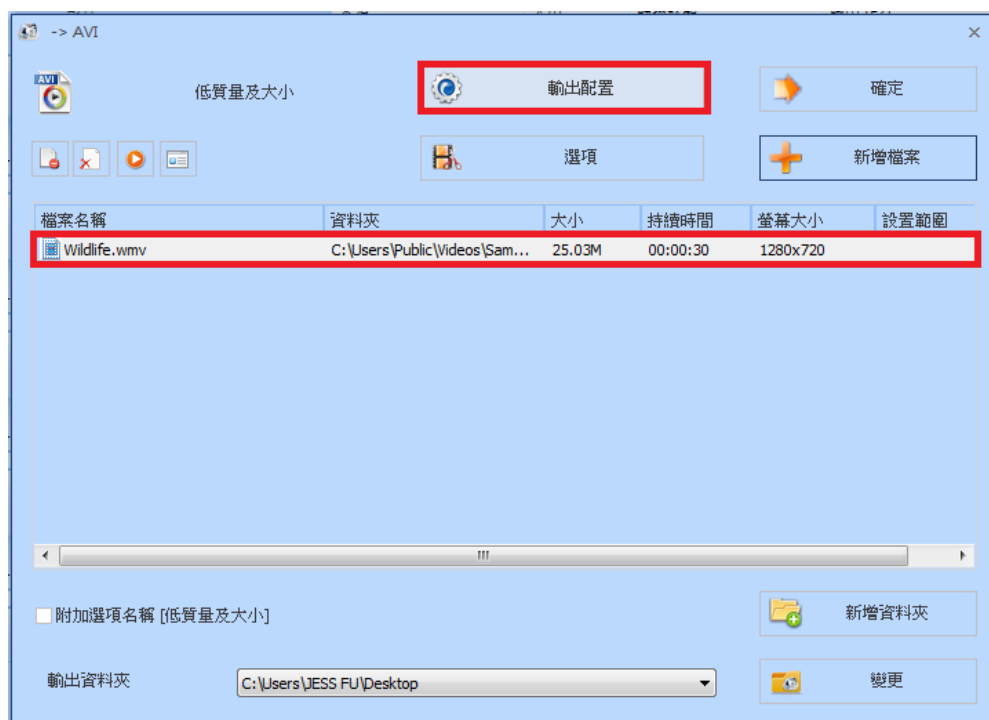 -> AVI
AVI
低質量及大小
輸出配置
確定
選項
新增檔案
檔案名稱 資料夾 大小 持續時間 螢幕大小 設置範圍
Wildlife.wmv C:\Users\Public\Videos\Sam... 25.03M 00:00:30 1280x720
附加選項名稱 [低質量及大小]
新增資料夾
輸出資料夾
C:\Users\JESS FU\Desktop
變更